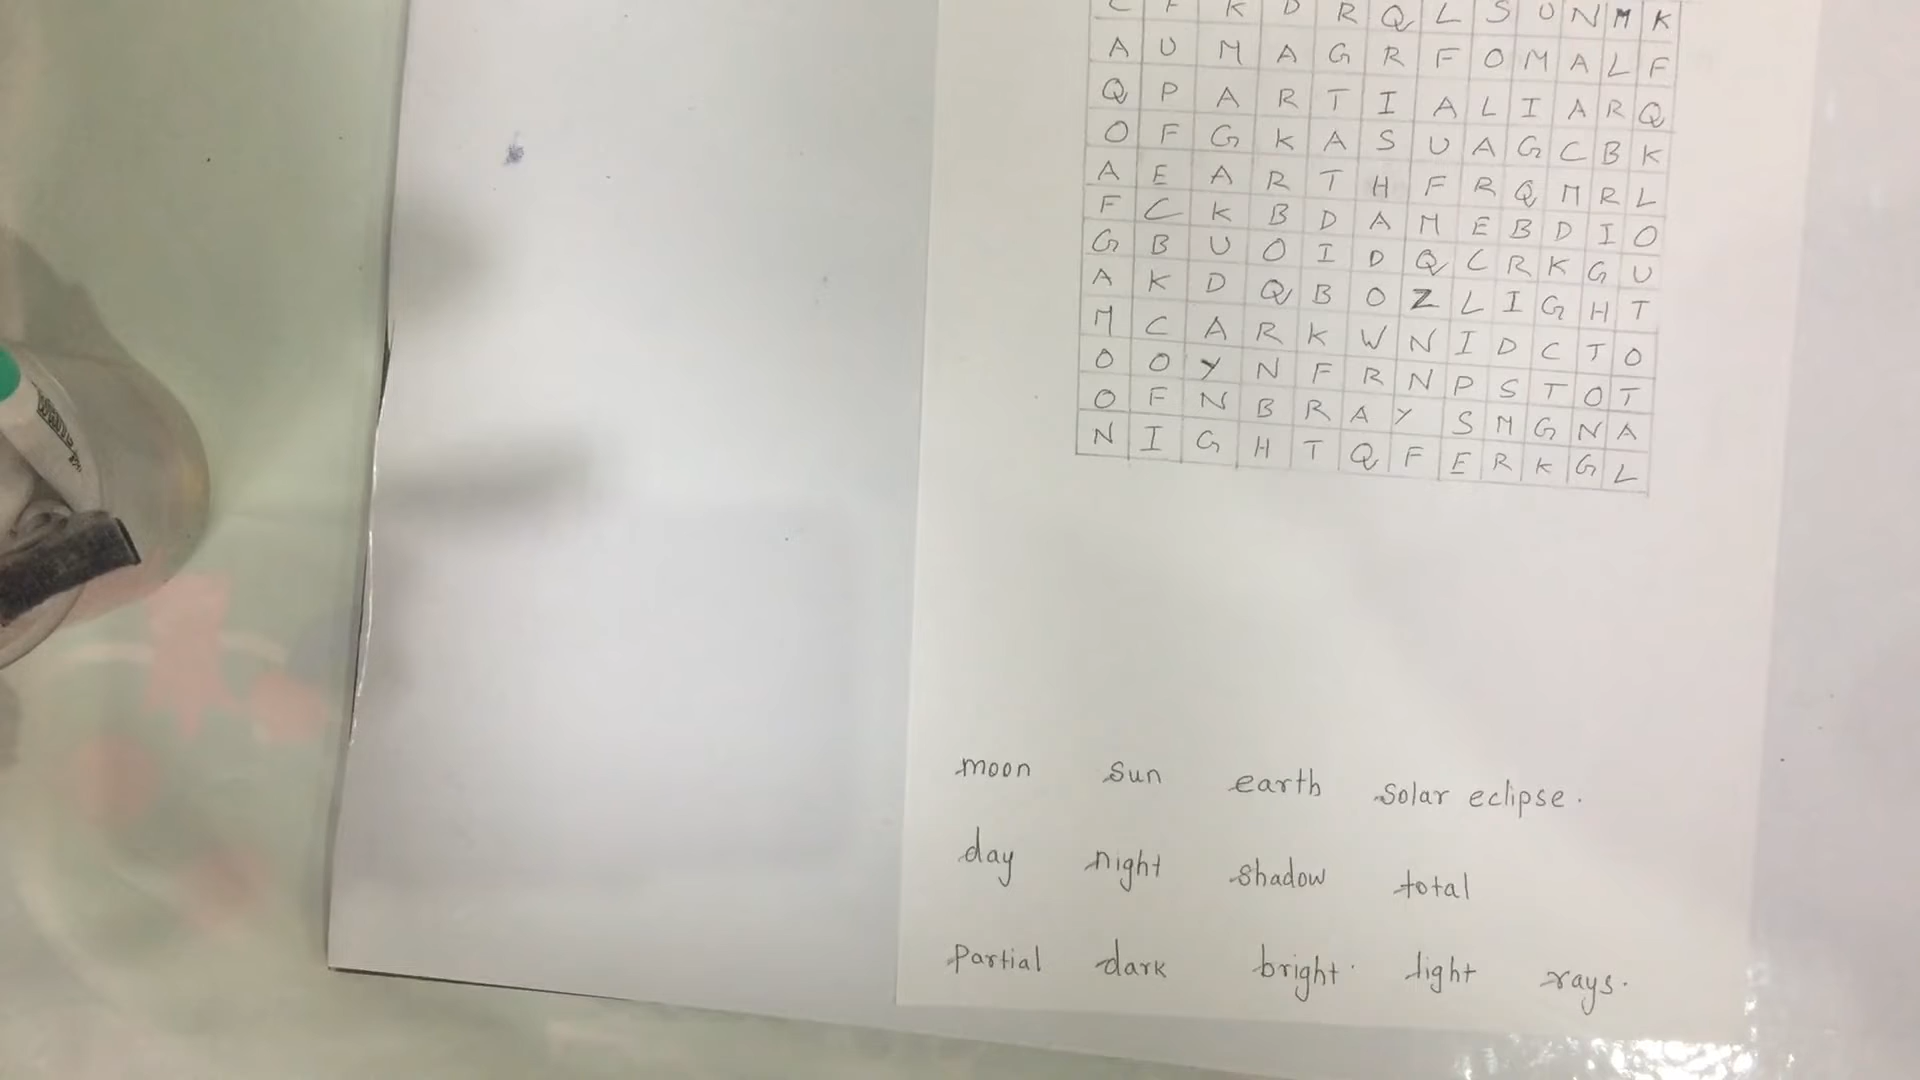 K D R Q L S U N M K
A U M A G R F O M A L F
Q P A R T I A L I A R Q
O F G K A S U A G C B K
A E A R T H F R Q M R L
F C K B D A M E B D I O
G B U O I D Q C R K G U
A K D Q B O Z L I G H T
M C A R K W N I D C T O
O O Y N F R N P S T O T
O F N B R A Y S M G N A
N I G H T Q F E R K G L
moon sun earth solar eclipse.
day night shadow total
partial dark bright. light rays.